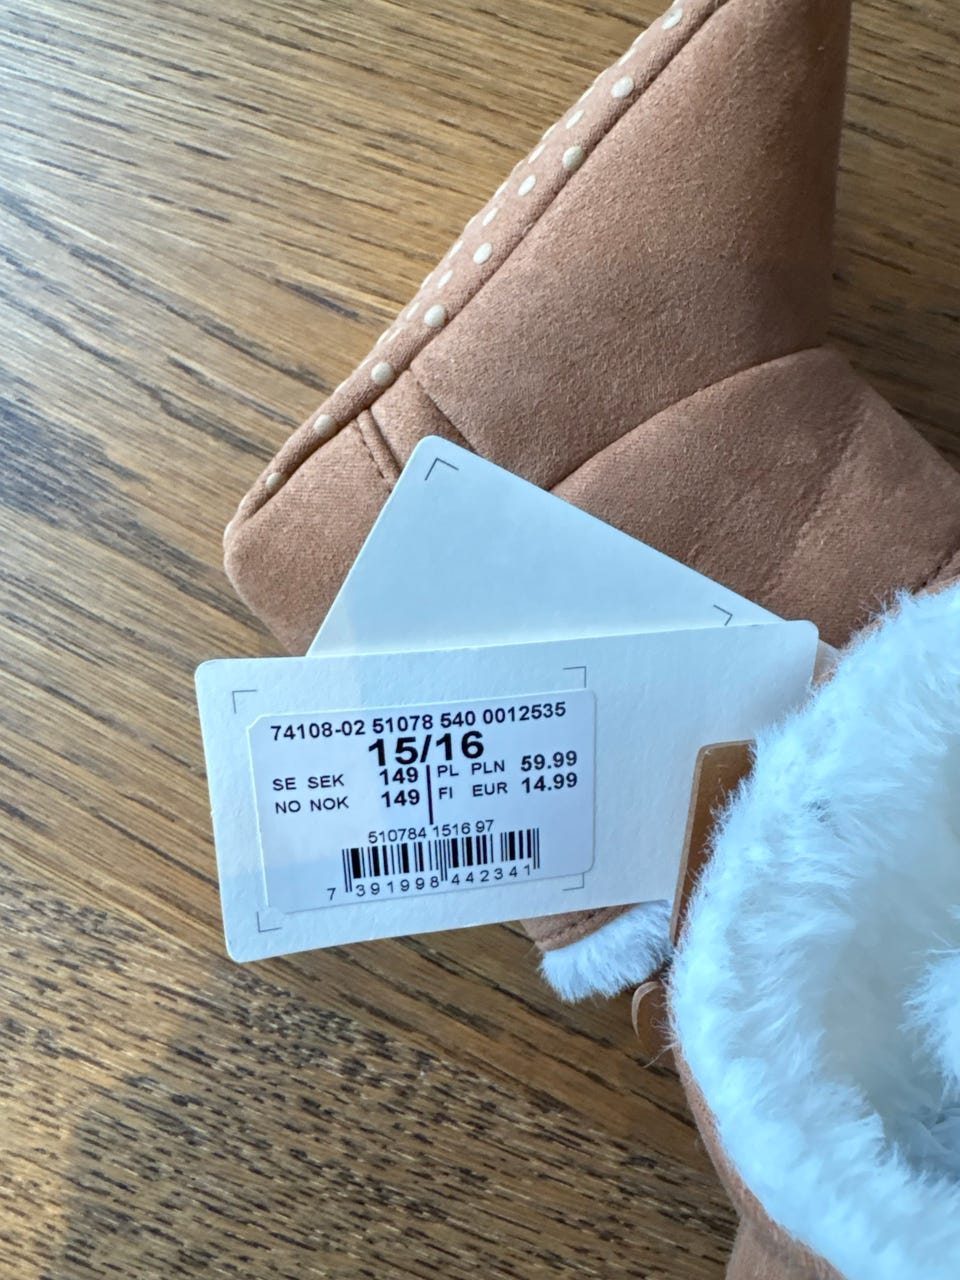 74108-02 51078 540 0012535
15/16
SE SEK 149 PL PLN 59.99
NO NOK 149 FI EUR 14.99
510784 1516 97
7 391998 442341